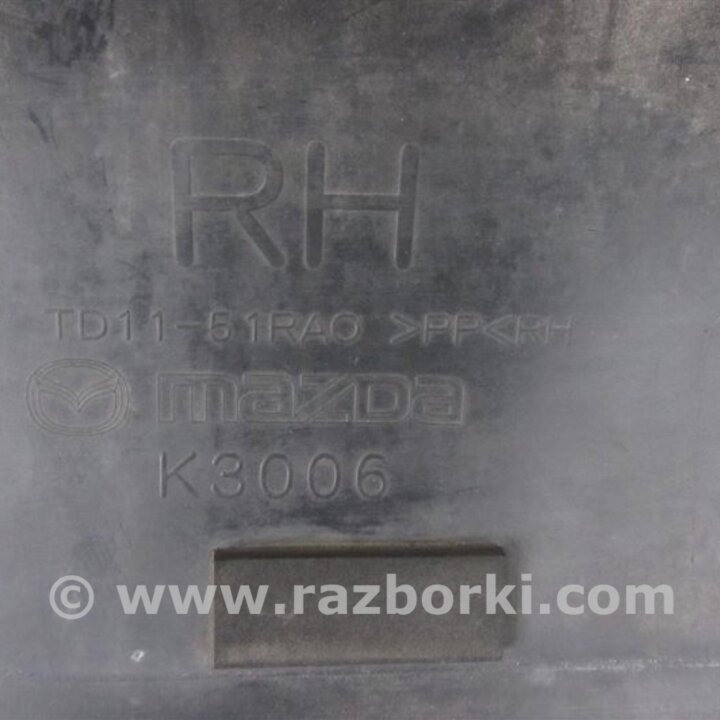 RH
TD11-51RA0 >PP< RH
mazda
K3006
© www.razborki.com